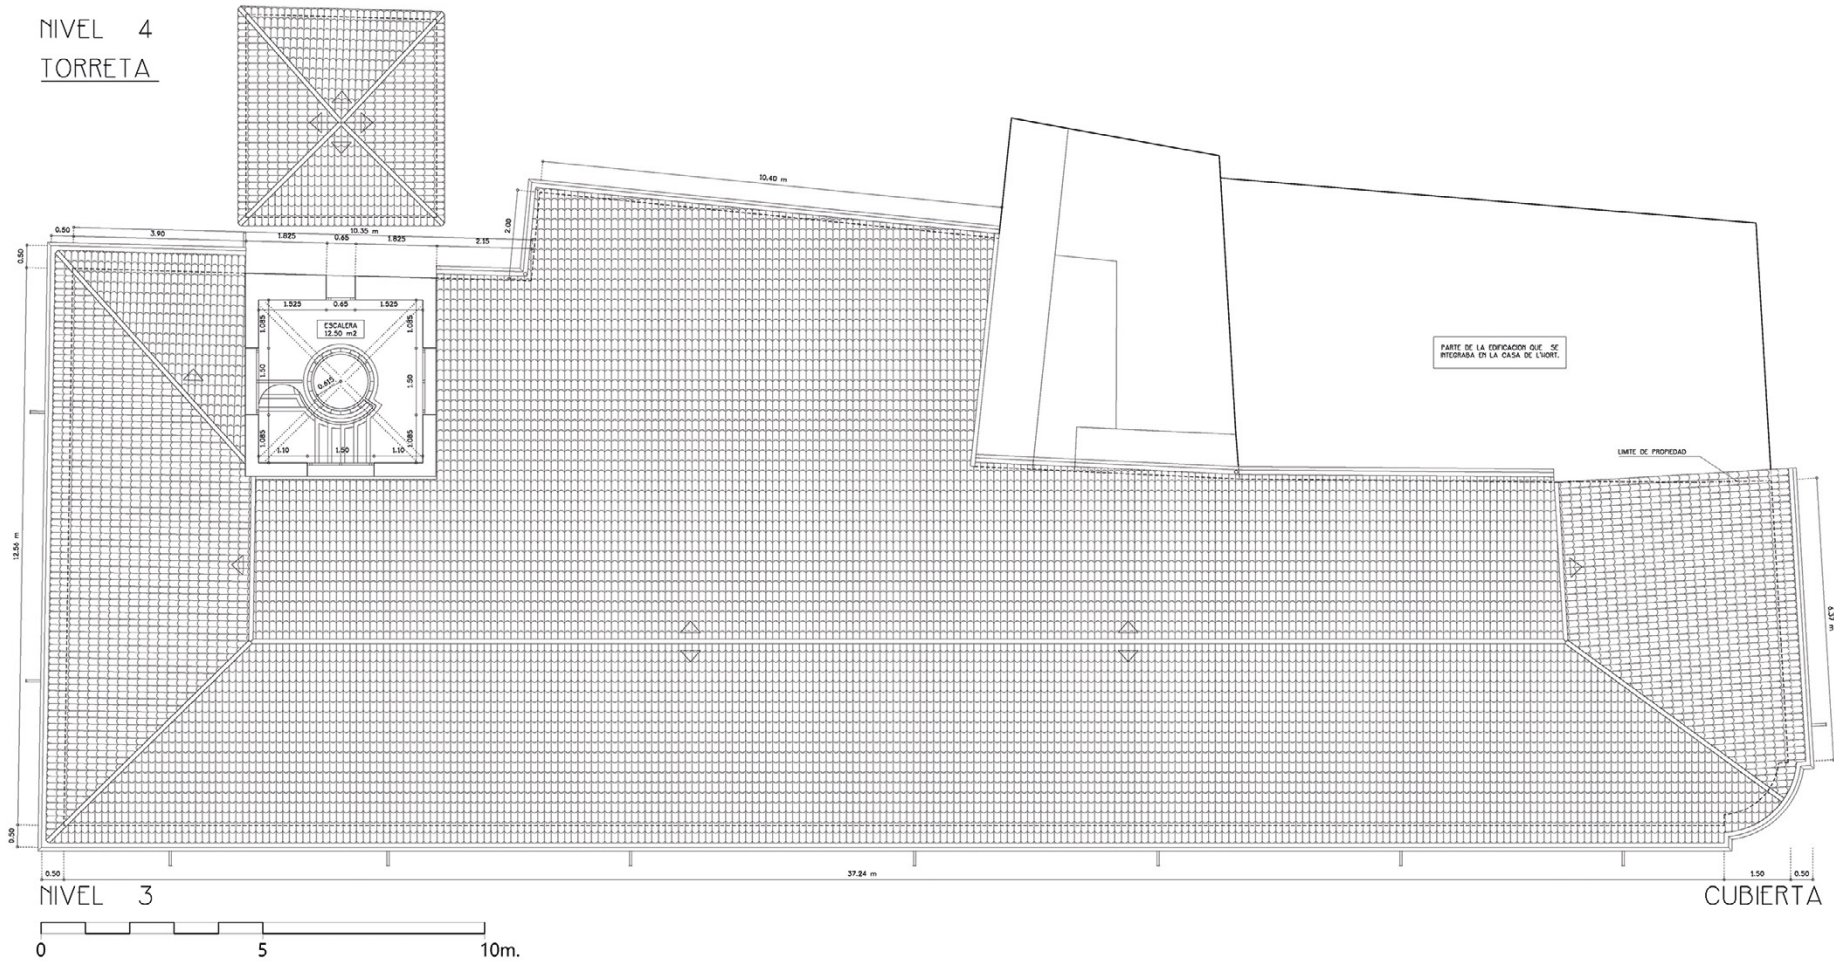 NIVEL 4
TORRETA
10.40 m
2.00
0.50
3.90
10.35 m
1.825
0.65
1.825
2.15
0.50
1.525
0.65
1.525
1.085
1.085
ESCALERA
12.50 m2
1.50
0.615
1.50
1.085
1.085
1.10
1.50
1.10
PARTE DE LA EDIFICACION QUE SE
INTEGRABA EN LA CASA DE L'HORT.
LIMITE DE PROPIEDAD
12.56 m
6.37 m
0.50
0.50
37.24 m
1.50
0.50
NIVEL 3
CUBIERTA
0
5
10m.